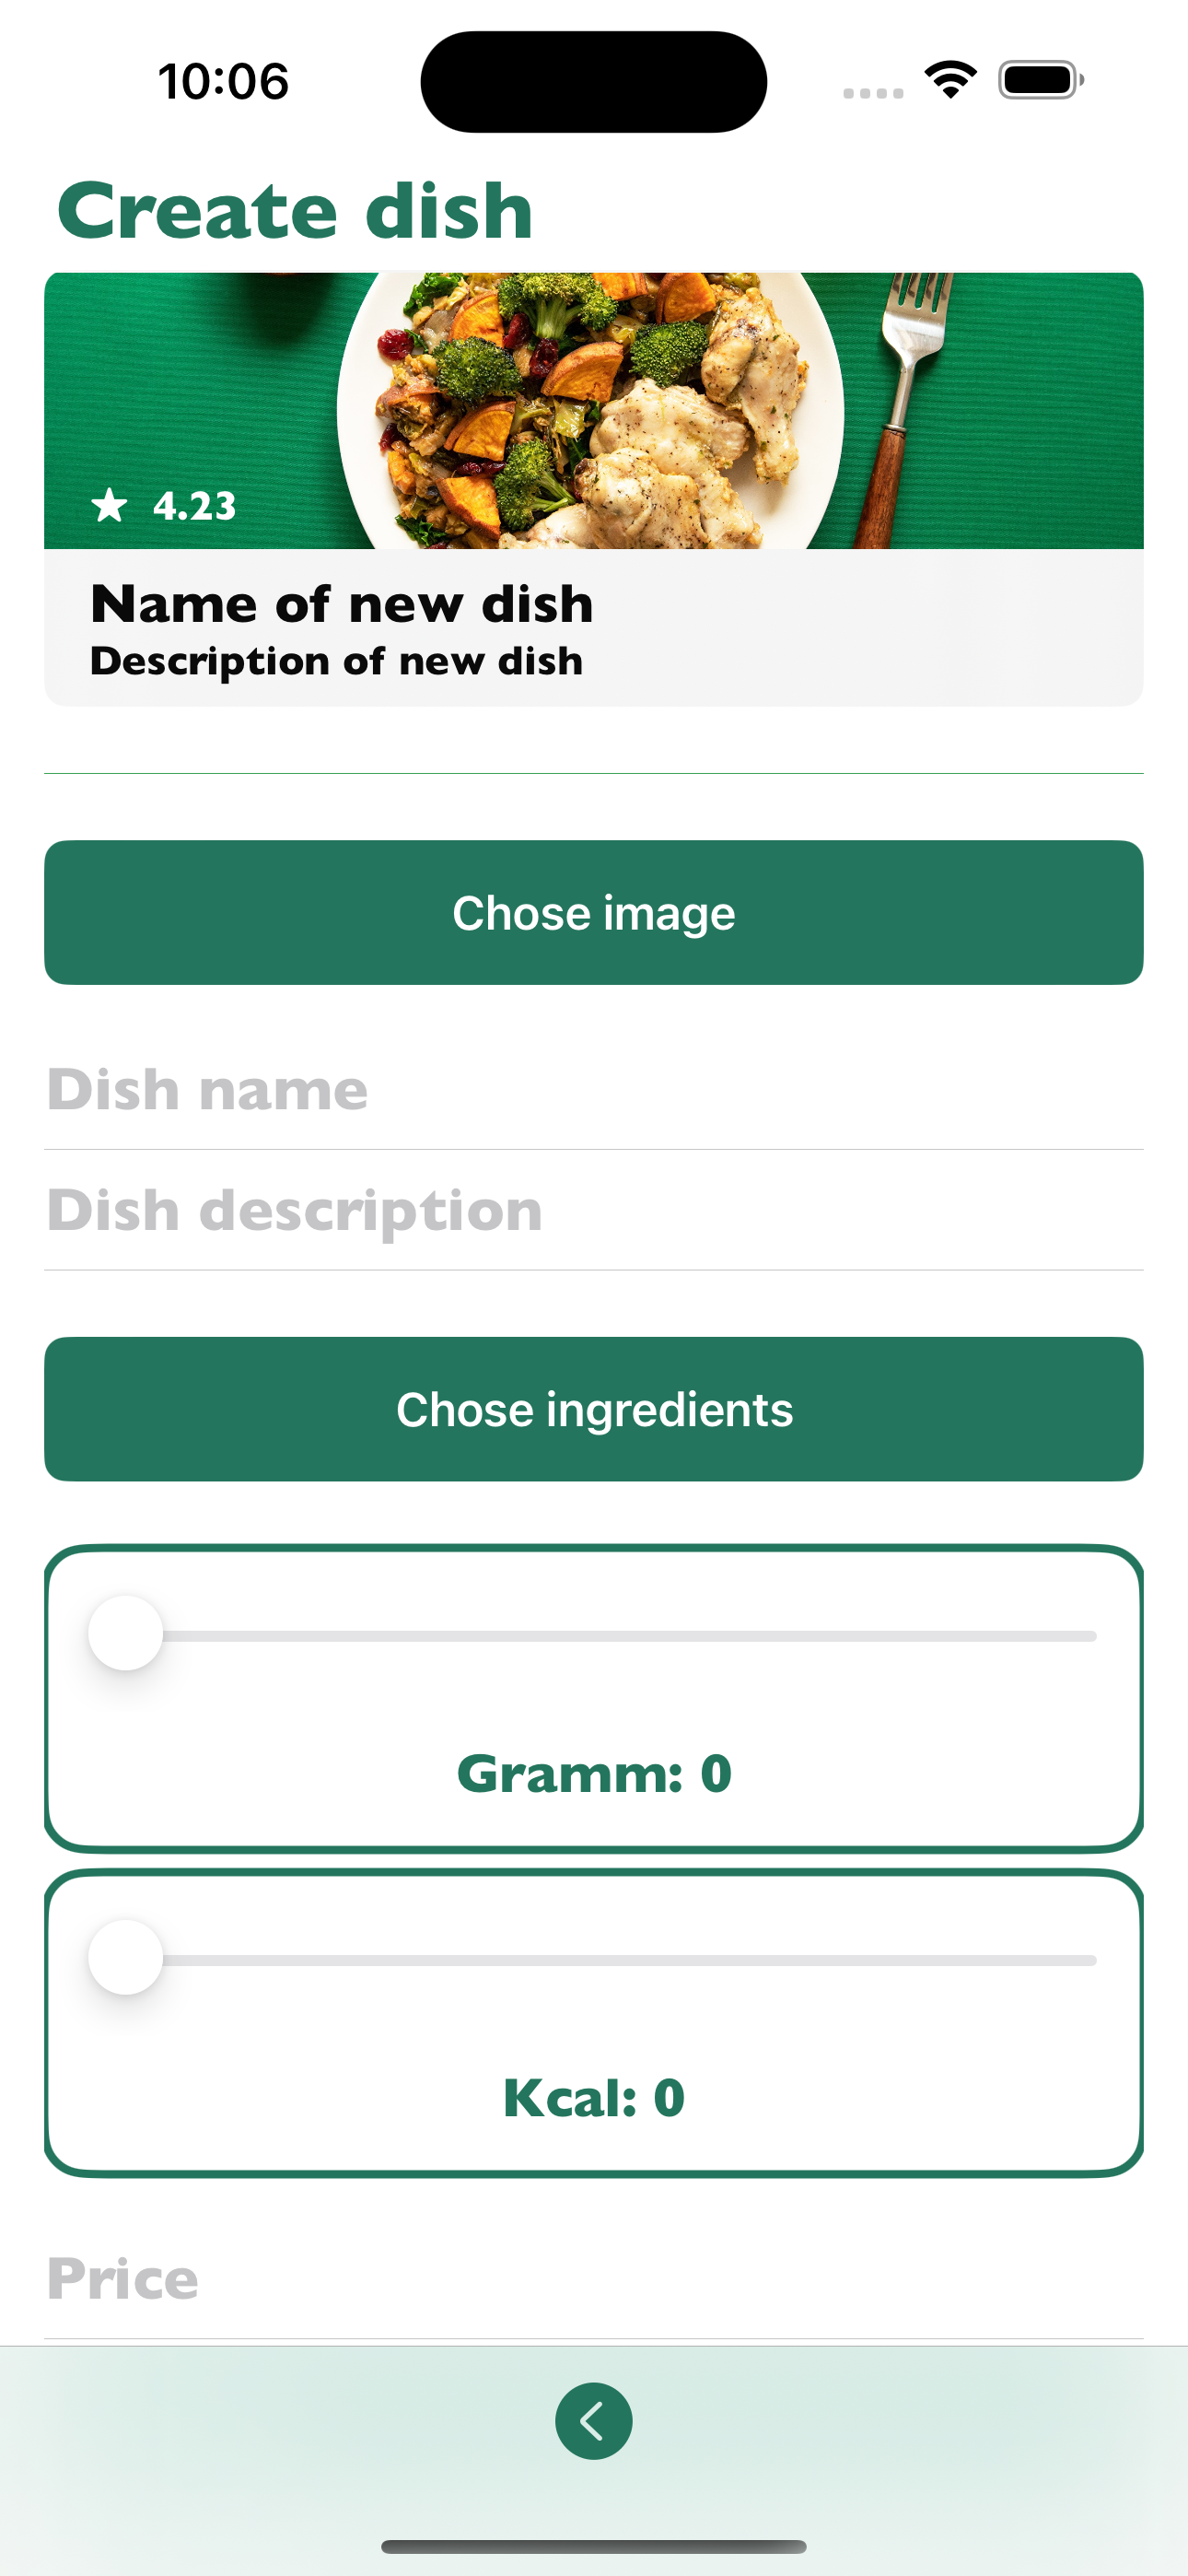 10:06
Create dish
4.23
Name of new dish
Description of new dish
Chose image
Dish name
Dish description
Chose ingredients
Gramm: 0
Kcal: 0
Price